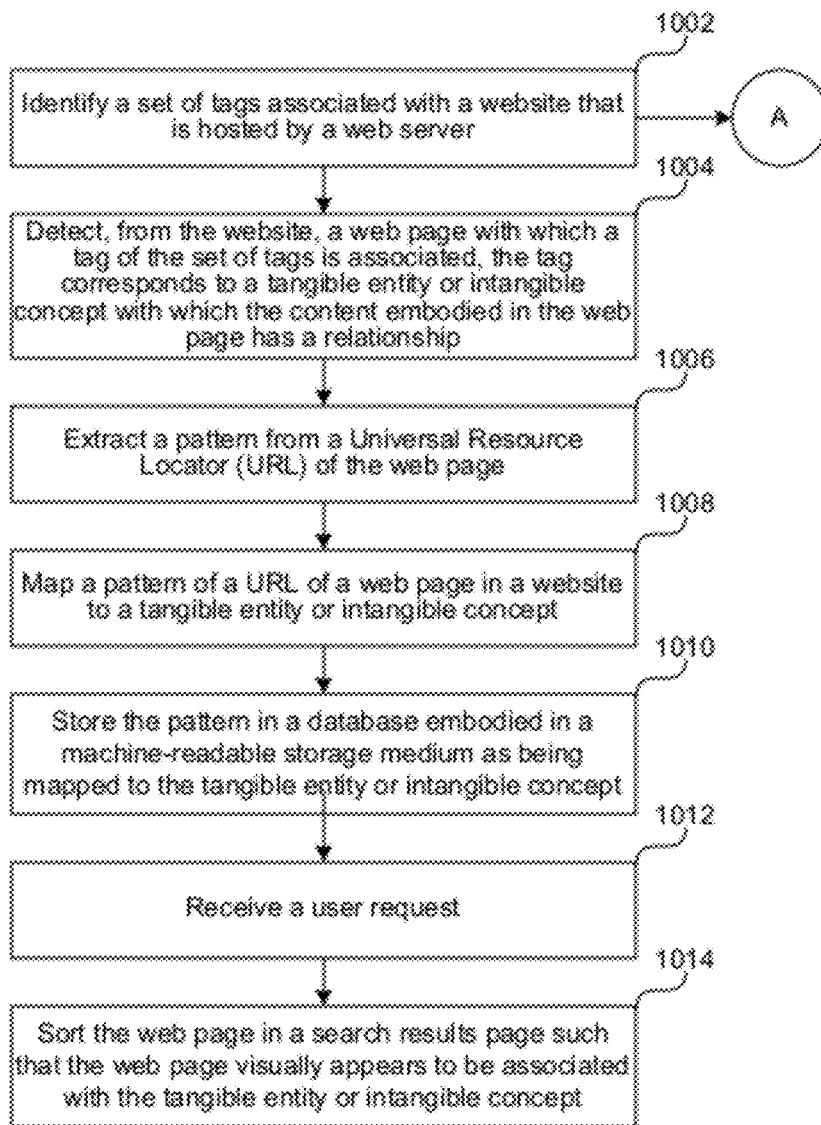 1002
Identify a set of tags associated with a website that
is hosted by a web server
A
1004
Detect, from the website, a web page with which a
tag of the set of tags is associated, the tag
corresponds to a tangible entity or intangible
concept with which the content embodied in the web
page has a relationship
1006
Extract a pattern from a Universal Resource
Locator (URL) of the web page
1008
Map a pattern of a URL of a web page in a website
to a tangible entity or intangible concept
1010
Store the pattern in a database embodied in a
machine-readable storage medium as being
mapped to the tangible entity or intangible concept
1012
Receive a user request
1014
Sort the web page in a search results page such
that the web page visually appears to be associated
with the tangible entity or intangible concept